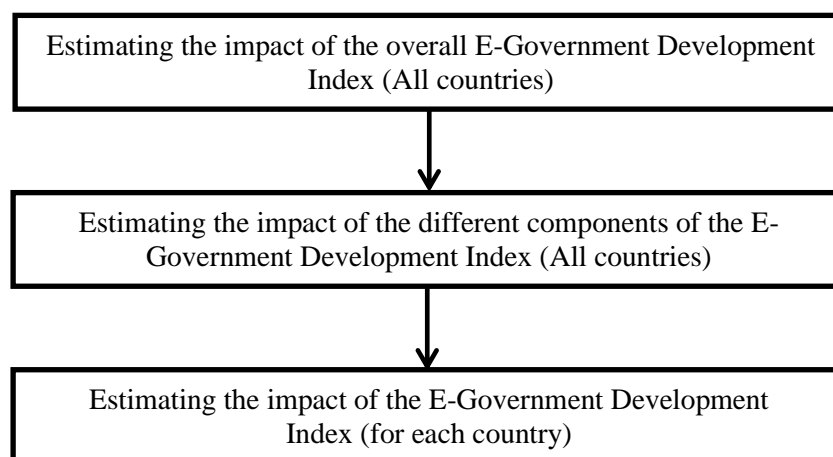 Estimating the impact of the overall E-Government Development
Index (All countries)
Estimating the impact of the different components of the E-
Government Development Index (All countries)
Estimating the impact of the E-Government Development
Index (for each country)